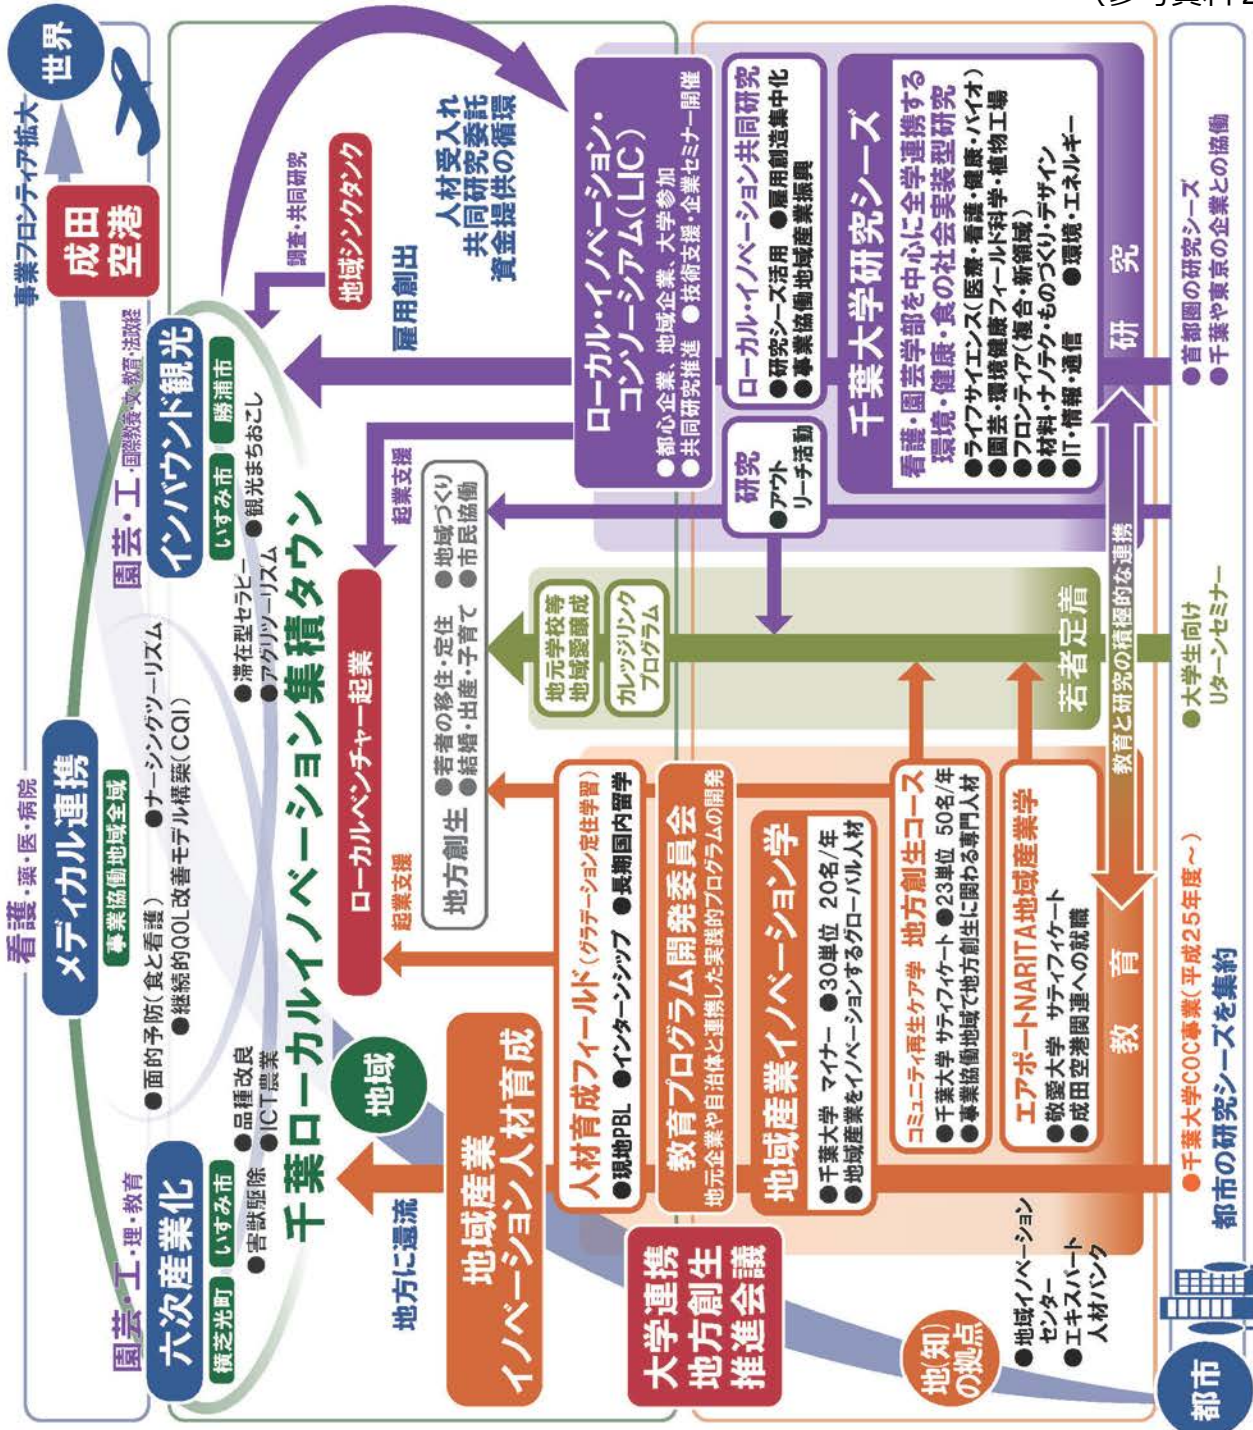 (参考資料2
世界
事業フロンティア拡大
成田
空港
看護・薬・医・病院
メディカル連携
事業協働地域全域
●面的予防(食と看護)
●ナーシングツーリズム
●継続的QOL改善モデル構築(CQI)
園芸・工・理・教育
六次産業化
横芝光町
いすみ市
●害獣駆除
●品種改良
●ICT農業
園芸・工・国際教養・文・教育・法政経
インバウンド観光
いすみ市
勝浦市
●滞在型セラピー
●観光まちおこし
●アグリツーリズム
千葉ローカルイノベーション集積タウン
調査・共同研究
地域シンクタンク
地域
地方に還流
起業支援
ローカルベンチャー起業
起業支援
雇用創出
人材受入れ
共同研究委託
資金提供の循環
地方創生
●若者の移住・定住
●地域づくり
●結婚・出産・子育て
●市民協働
地域産業
イノベーション人材育成
人材育成フィールド(グラデーション定住学習)
●現地PBL ●インターンシップ ●長期国内留学
教育プログラム開発委員会
地元企業や自治体と連携した実践的プログラムの開発
地域産業イノベーション学
●千葉大学 マイナー ●30単位 20名/年
●地域産業をイノベーションするグローバル人材
コミュニティ再生ケア学 地方創生コース
●千葉大学 サティフィケート ●23単位 50名/年
●事業協働地域で地方創生に関わる専門人材
エアポートNARITA地域産業学
●敬愛大学 サティフィケート
●成田空港関連への就職
教育
地元学校等
地域愛醸成
カレッジリンク
プログラム
若者定着
ローカル・イノベーション・
コンソーシアム(LIC)
●都心企業、地域企業、大学参加
●共同研究推進 ●技術支援・企業セミナー開催
研究
●アウト
リーチ活動
ローカル・イノベーション共同研究
●研究シーズ活用 ●雇用創造集中化
●事業協働地域産業振興
千葉大学研究シーズ
看護・園芸学部を中心に全学連携する
環境・健康・食の社会実装型研究
●ライフサイエンス(医療・看護・健康・バイオ)
●園芸・環境健康フィールド科学・植物工場
●フロンティア(複合・新領域)
●材料・ナノテク・ものづくり・デザイン
●IT・情報・通信 ●環境・エネルギー
研究
教育と研究の積極的な連携
大学連携
地方創生
推進会議
地(知)
の拠点
●地域イノベーション
センター
●エキスパート
人材バンク
都市
●千葉大学COC事業(平成25年度〜)
都市の研究シーズを集約
●大学生向け
Uターンセミナー
●首都圏の研究シーズ
●千葉や東京の企業との協働